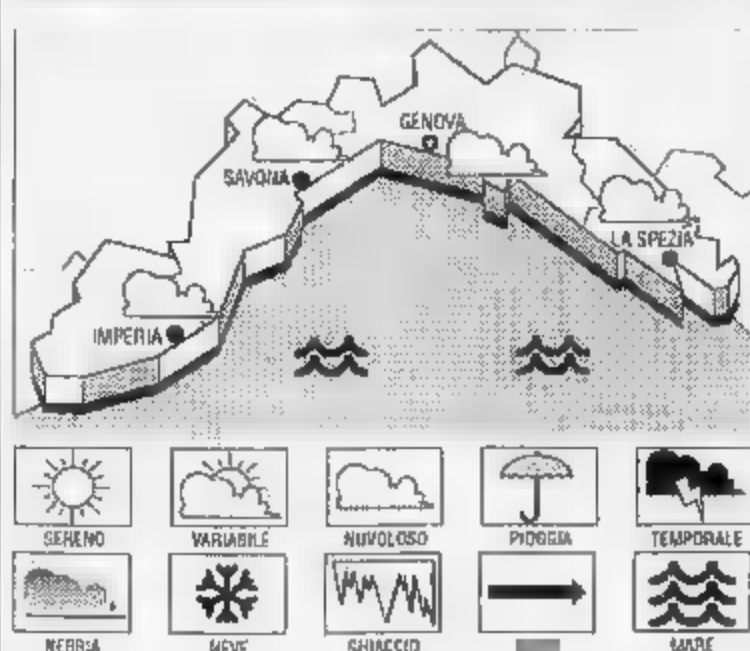 GENOVA
SAVONA
LA SPEZIA
IMPERIA
SERENO VARIABILE NUVOLOSO PIOGGIA TEMPORALE
NEBBIA NEVE GHIACCIO MARE